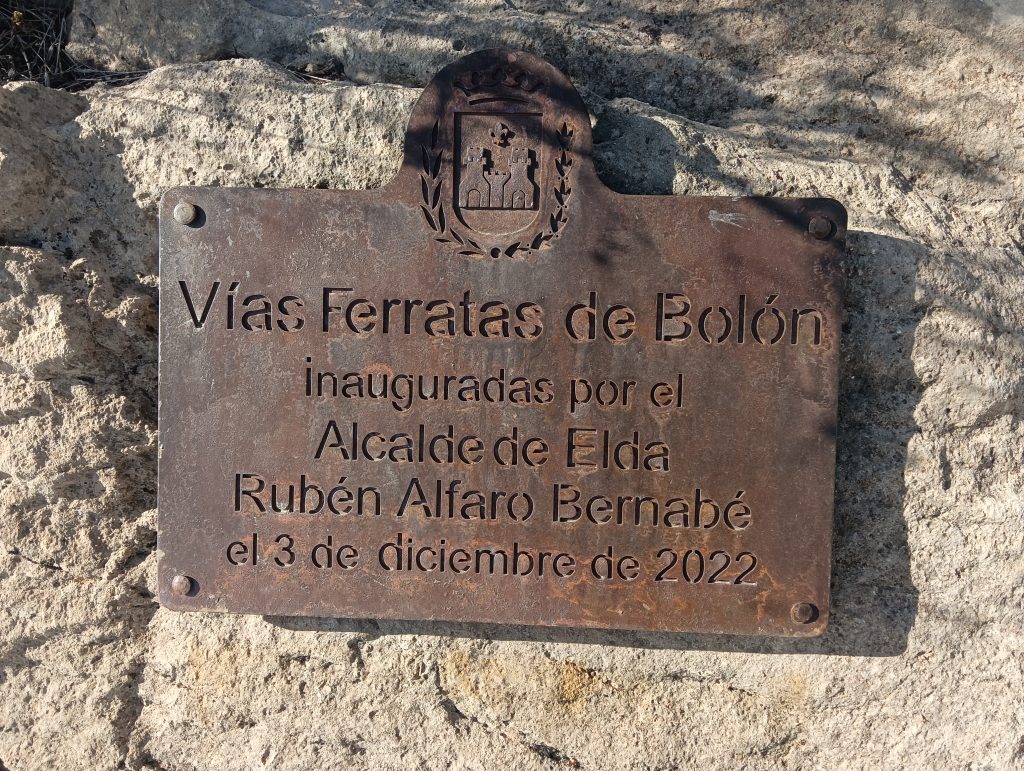 Vías Ferratas de Bolón
inauguradas por el
Alcalde de Elda
Rubén Alfaro Bernabé
el 3 de diciembre de 2022